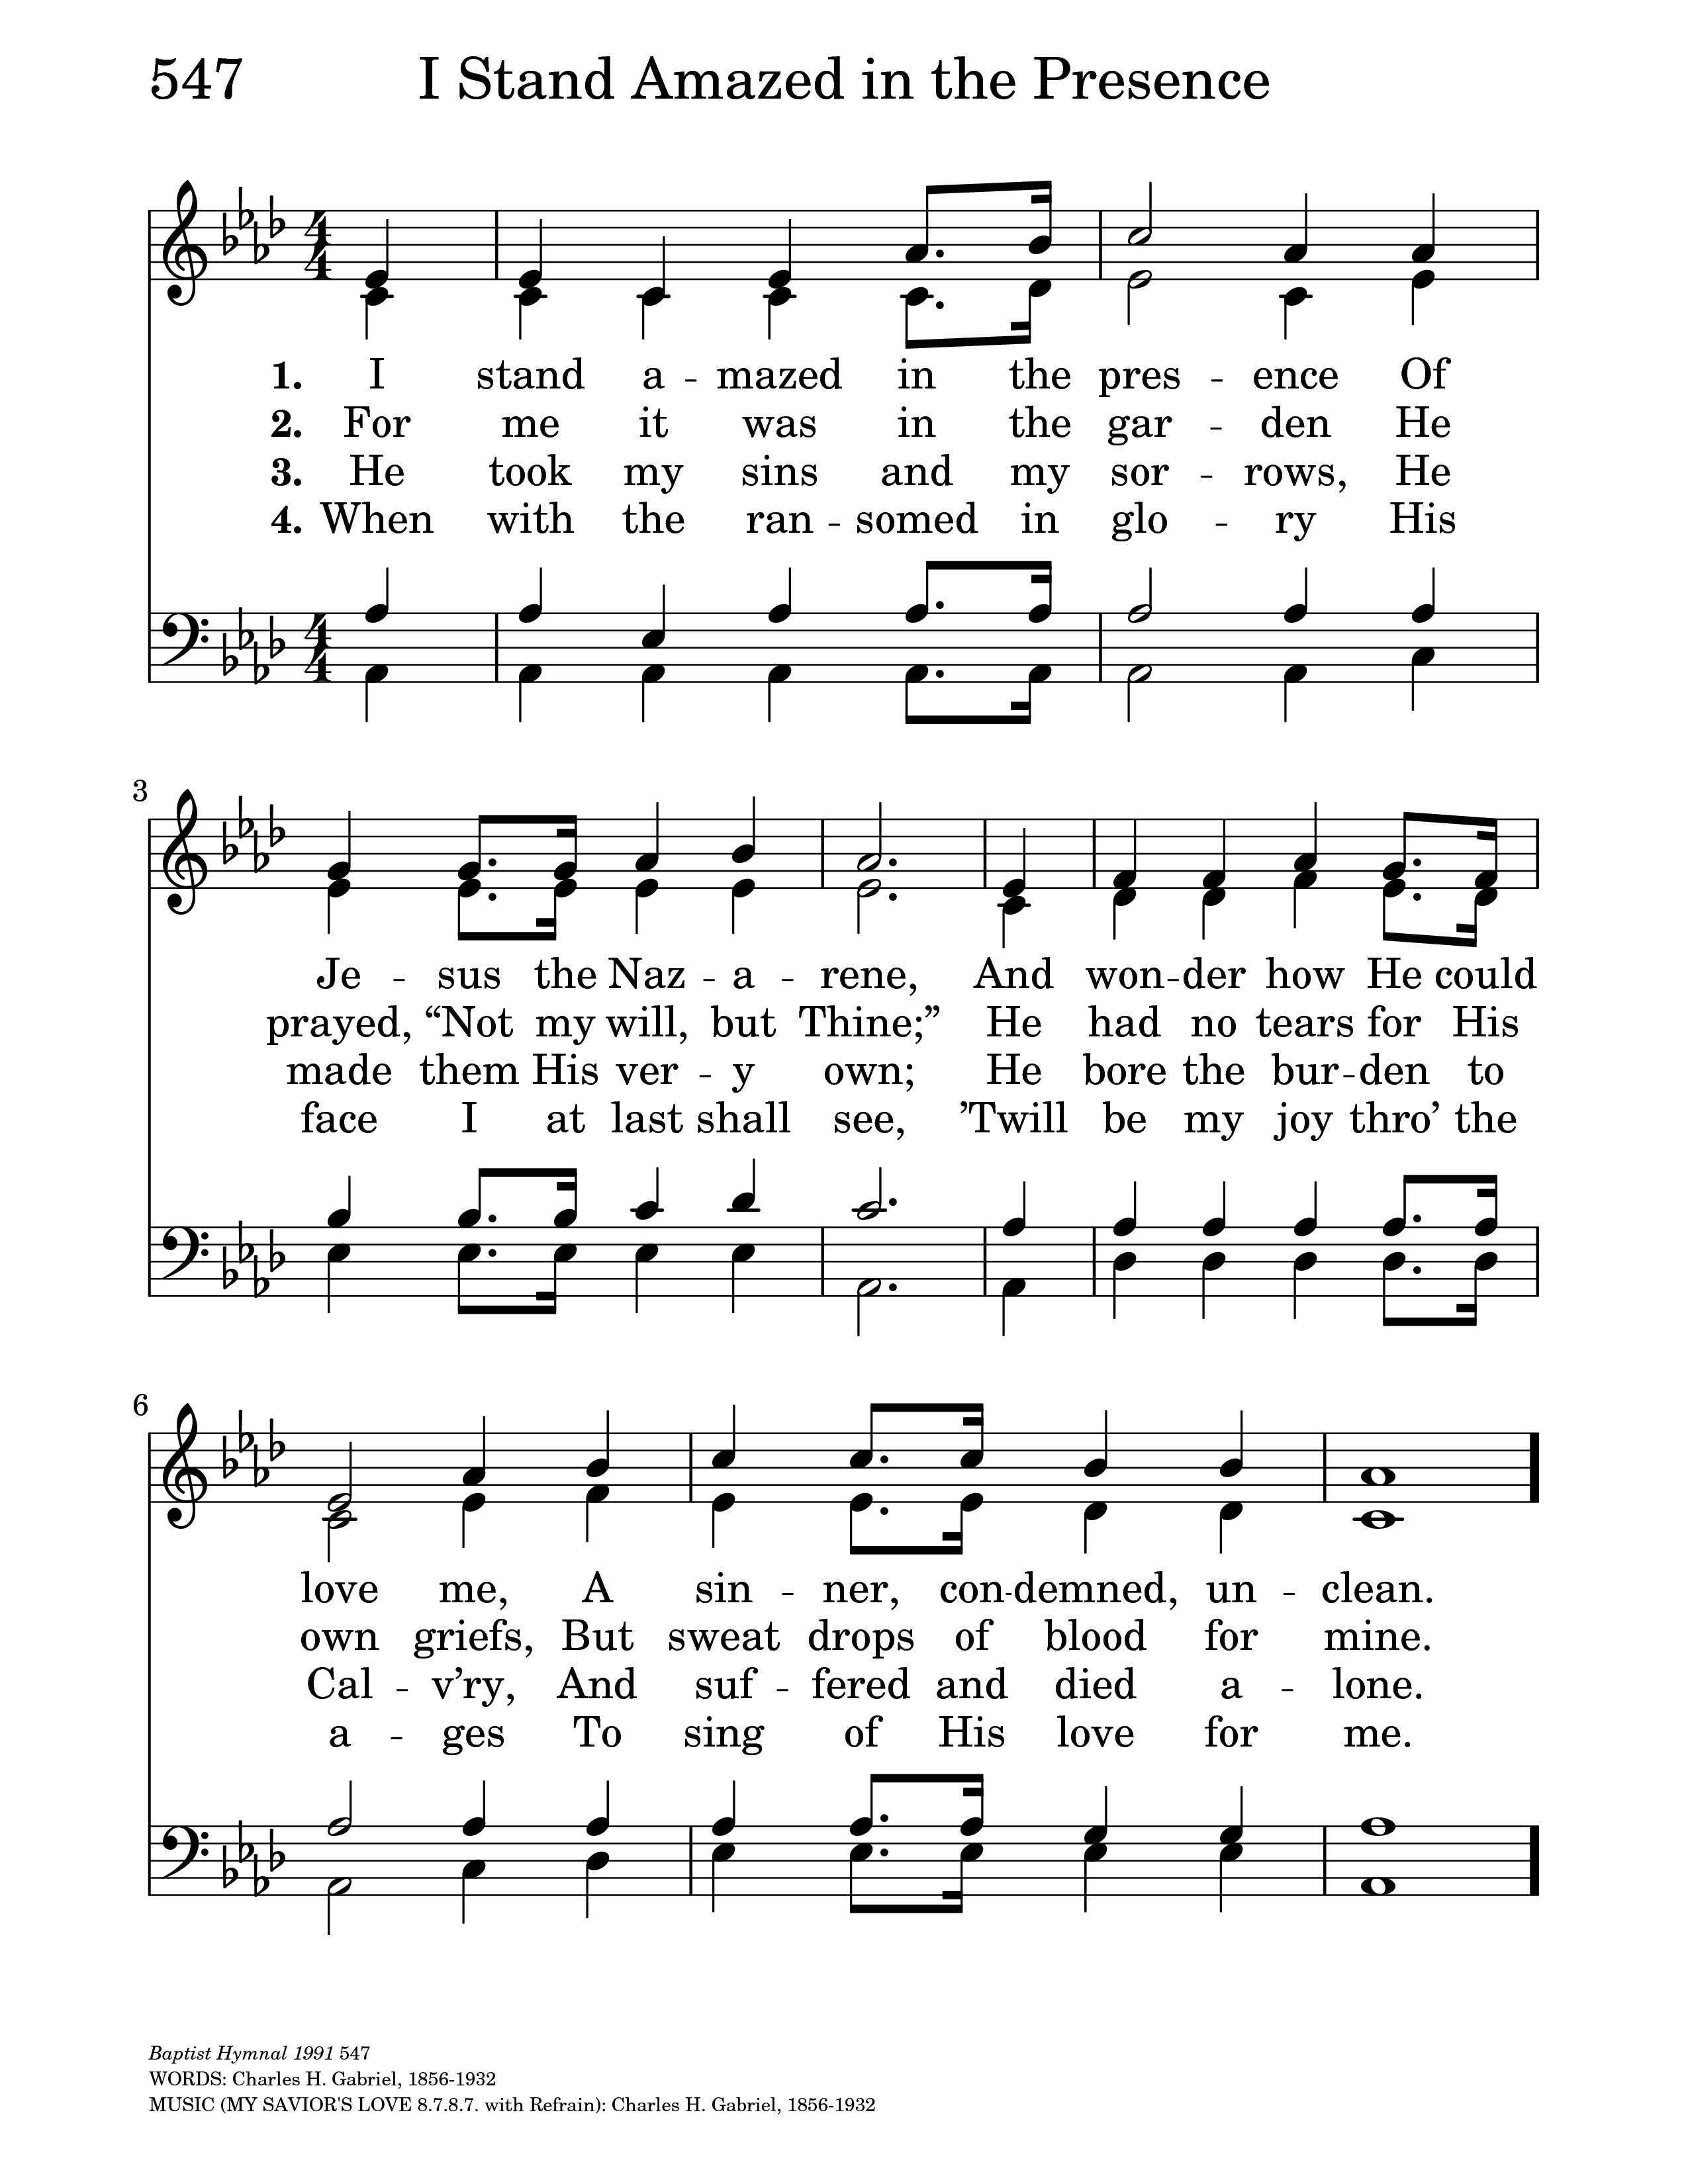 547 I Stand Amazed in the Presence
4 4
1. I stand a - mazed in the pres - ence Of
2. For me it was in the gar - den He
3. He took my sins and my sor - rows, He
4. When with the ran - somed in glo - ry His
4 4
3
Je - sus the Naz - a - rene, And won - der how He could
prayed, “Not my will, but Thine;” He had no tears for His
made them His ver - y own; He bore the bur - den to
face I at last shall see, ’Twill be my joy thro’ the
6
love me, A sin - ner, con - demned, un - clean.
own griefs, But sweat drops of blood for mine.
Cal - v’ry, And suf - fered and died a - lone.
a - ges To sing of His love for me.
Baptist Hymnal 1991 547
WORDS: Charles H. Gabriel, 1856-1932
MUSIC (MY SAVIOR'S LOVE 8.7.8.7. with Refrain): Charles H. Gabriel, 1856-1932